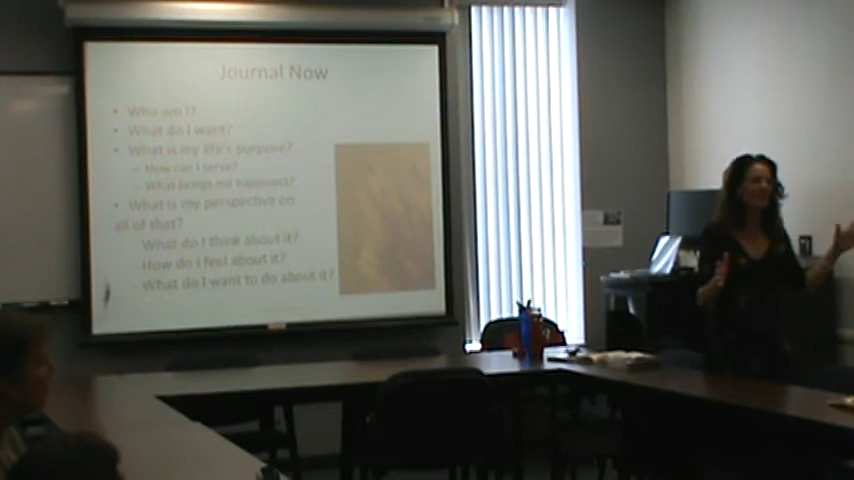 Journal Now
• Who am I?
• What do I want?
• What is my life's purpose?
– How can I serve?
– What brings me happiness?
• What is my perspective on
all of that?
What do I think about it?
How do I feel about it?
What do I want to do about it?